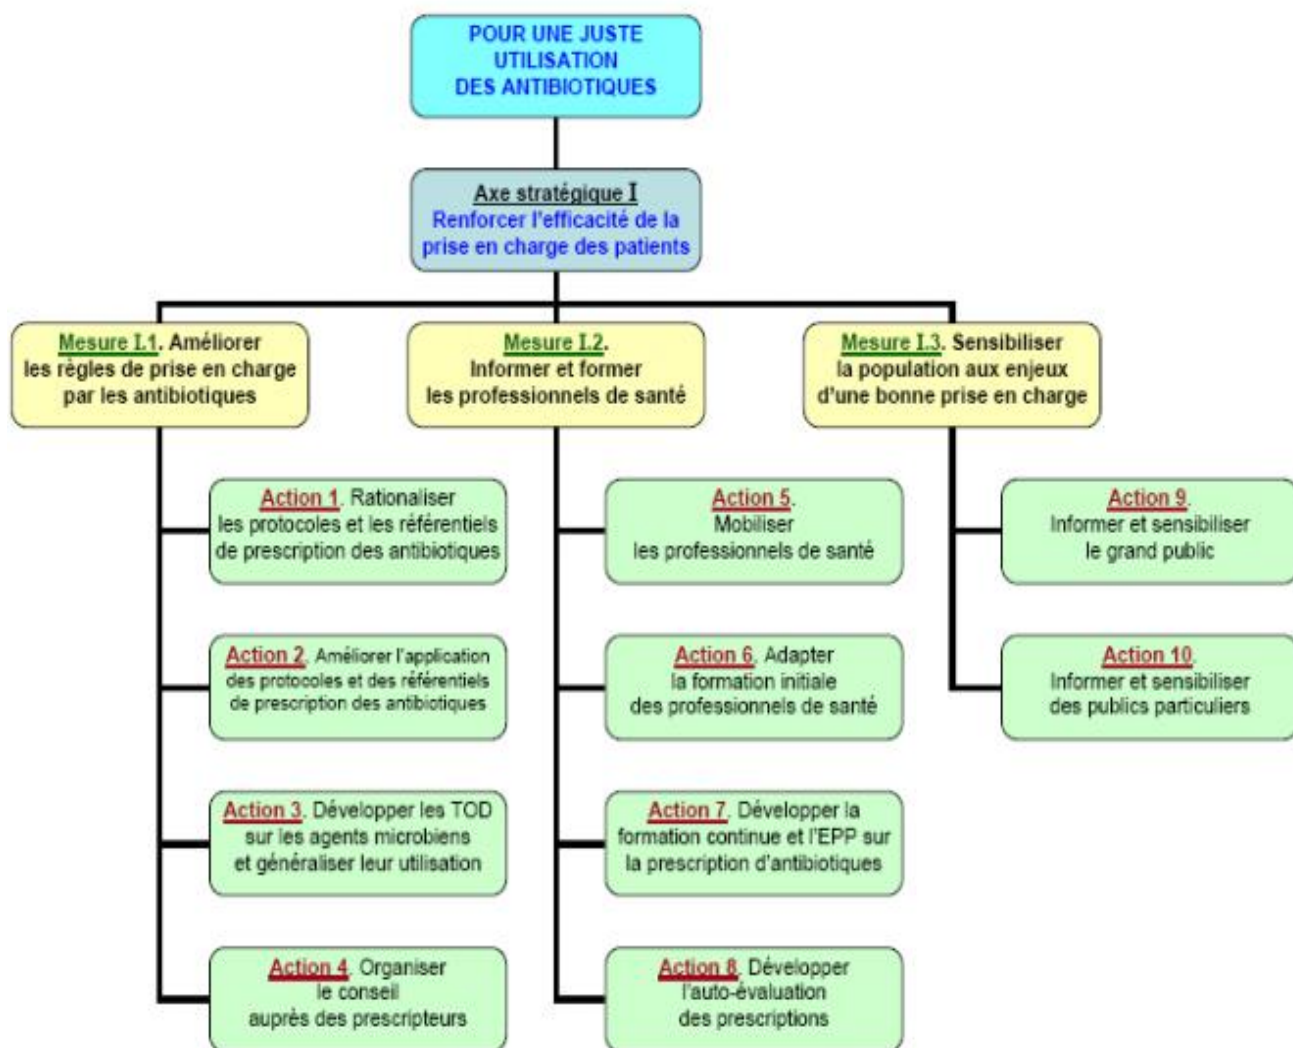 POUR UNE JUSTE
UTILISATION
DES ANTIBIOTIQUES
Axe stratégique I
Renforcer l'efficacité de la
prise en charge des patients
Mesure I.1. Améliorer
les règles de prise en charge
par les antibiotiques
Mesure I.2.
Informer et former
les professionnels de santé
Mesure I.3. Sensibiliser
la population aux enjeux
d'une bonne prise en charge
Action 1. Rationaliser
les protocoles et les référentiels
de prescription des antibiotiques
Action 2. Améliorer l'application
des protocoles et des référentiels
de prescription des antibiotiques
Action 3. Développer les TOD
sur les agents microbiens
et généraliser leur utilisation
Action 4. Organiser
le conseil
auprès des prescripteurs
Action 5.
Mobiliser
les professionnels de santé
Action 6. Adapter
la formation initiale
des professionnels de santé
Action 7. Développer la
formation continue et l'EPP sur
la prescription d'antibiotiques
Action 8. Développer
l'auto-évaluation
des prescriptions
Action 9.
Informer et sensibiliser
le grand public
Action 10.
Informer et sensibiliser
des publics particuliers